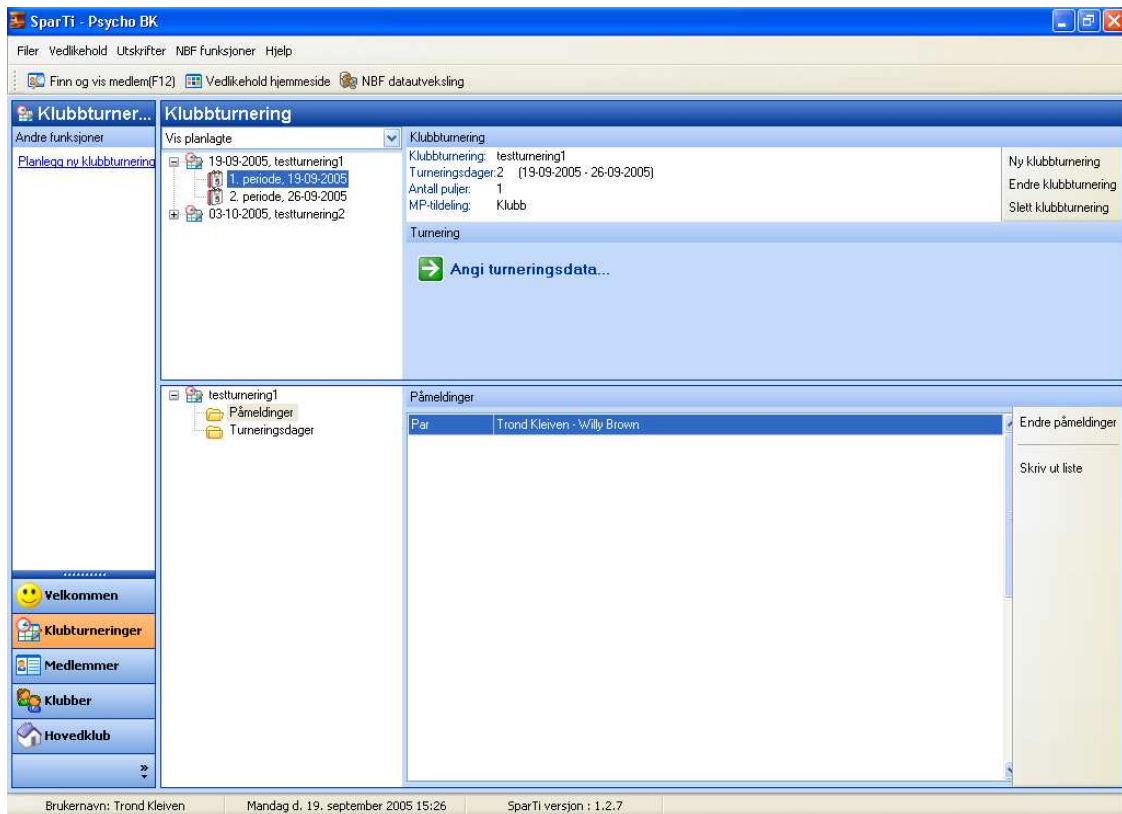 SparTi - Psycho BK
Filer Vedlikehold Utskrifter NBF funksjoner Hjelp
Finn og vis medlem(F12) Vedlikehold hjemmeside NBF datautveksling
Klubbturner...
Andre funksjoner
Planlegg ny klubbturnering
Klubbturnering
Vis planlagte
19-09-2005, testturnering1
1. periode, 19-09-2005
2. periode, 26-09-2005
03-10-2005, testturnering2
Klubbturnering
Klubbturnering: testturnering1
Turneringsdager:2 (19-09-2005 - 26-09-2005)
Antall puljer: 1
MP-tildeling: Klubb
Ny klubbturnering
Endre klubbturnering
Slett klubbturnering
Turnering
Angi turneringsdata...
testturnering1
Påmeldinger
Turneringsdager
Påmeldinger
Par Trond Kleiven - Willy Brown
Endre påmeldinger
Skriv ut liste
Velkommen
Klubturneringer
Medlemmer
Klubber
Hovedklub
Brukernavn: Trond Kleiven Mandag d. 19. september 2005 15:26 SparTi versjon : 1.2.7